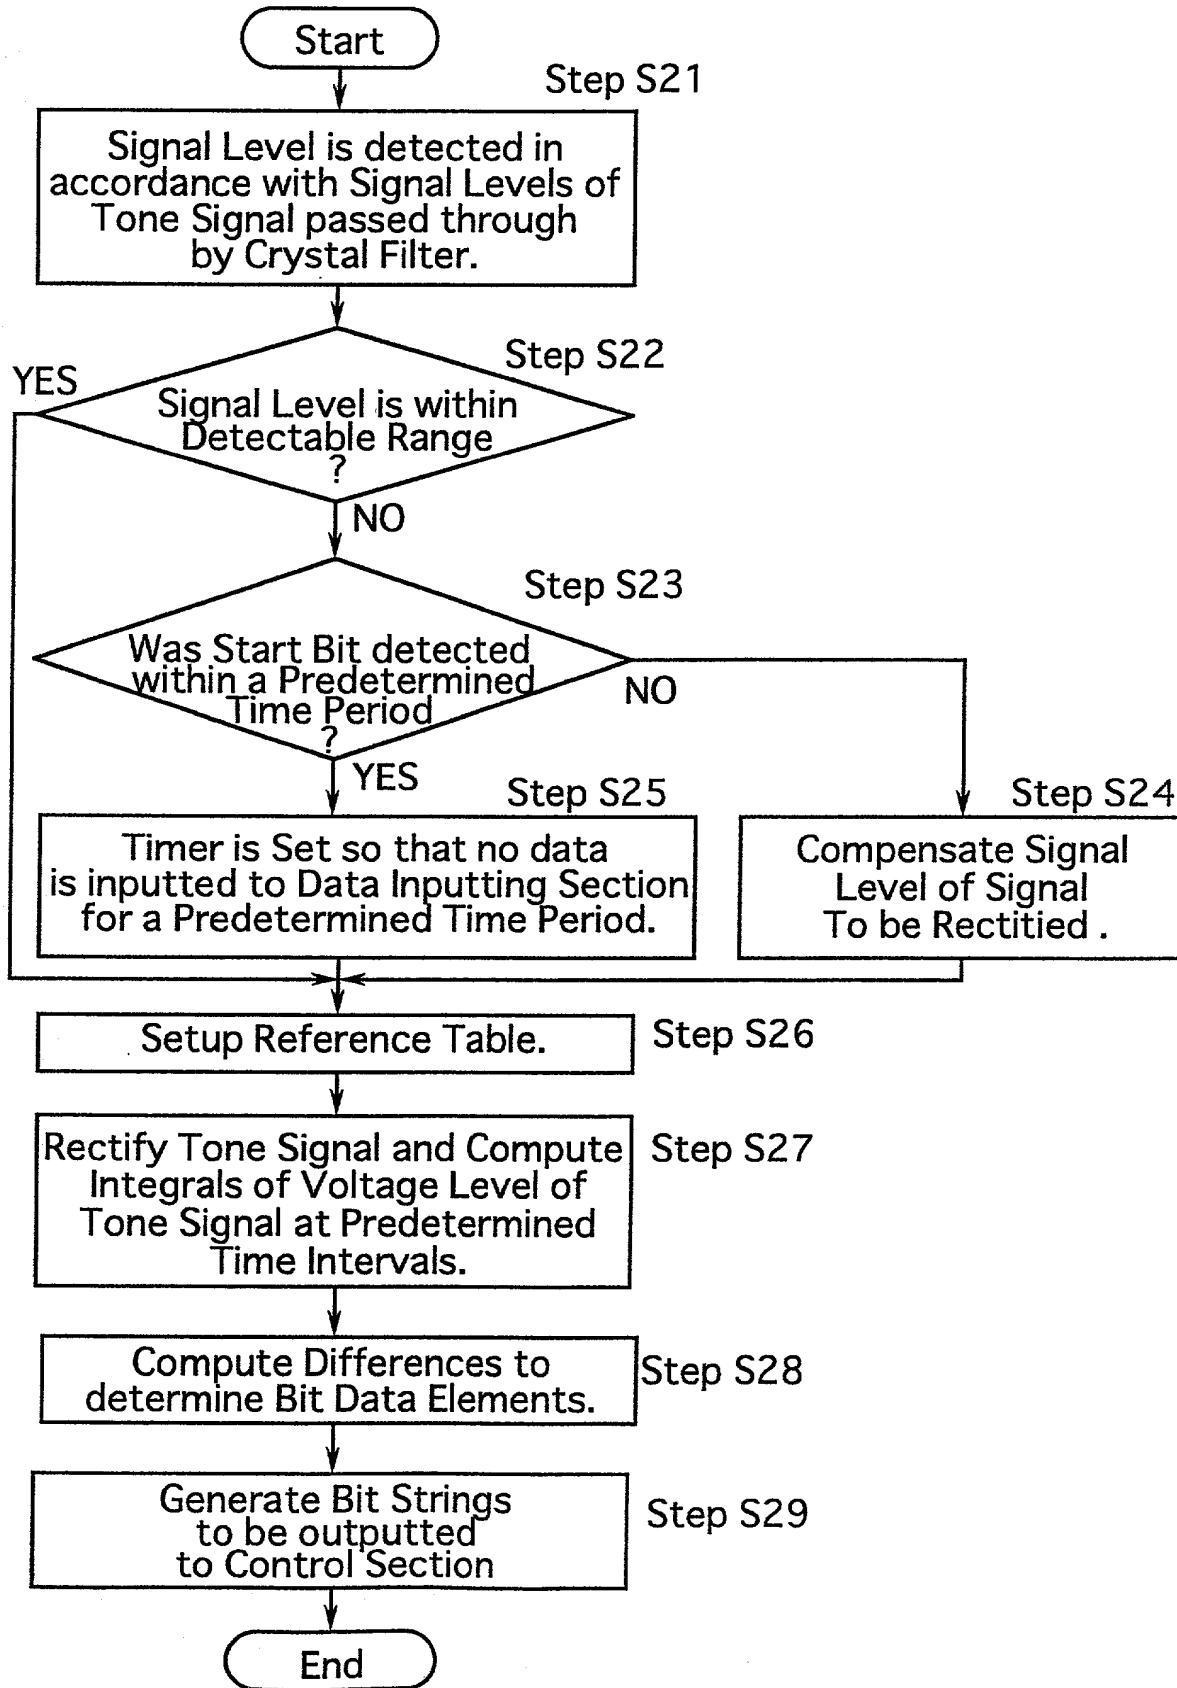 Start
Step S21
Signal Level is detected in
accordance with Signal Levels of
Tone Signal passed through
by Crystal Filter.
Step S22
YES
Signal Level is within
Detectable Range
?
NO
Step S23
Was Start Bit detected
within a Predetermined
Time Period
?
NO
YES
Step S25
Timer is Set so that no data
is inputted to Data Inputting Section
for a Predetermined Time Period.
Step S24
Compensate Signal
Level of Signal
To be Rectitied .
Setup Reference Table.
Step S26
Rectify Tone Signal and Compute
Integrals of Voltage Level of
Tone Signal at Predetermined
Time Intervals.
Step S27
Compute Differences to
determine Bit Data Elements.
Step S28
Generate Bit Strings
to be outputted
to Control Section
Step S29
End